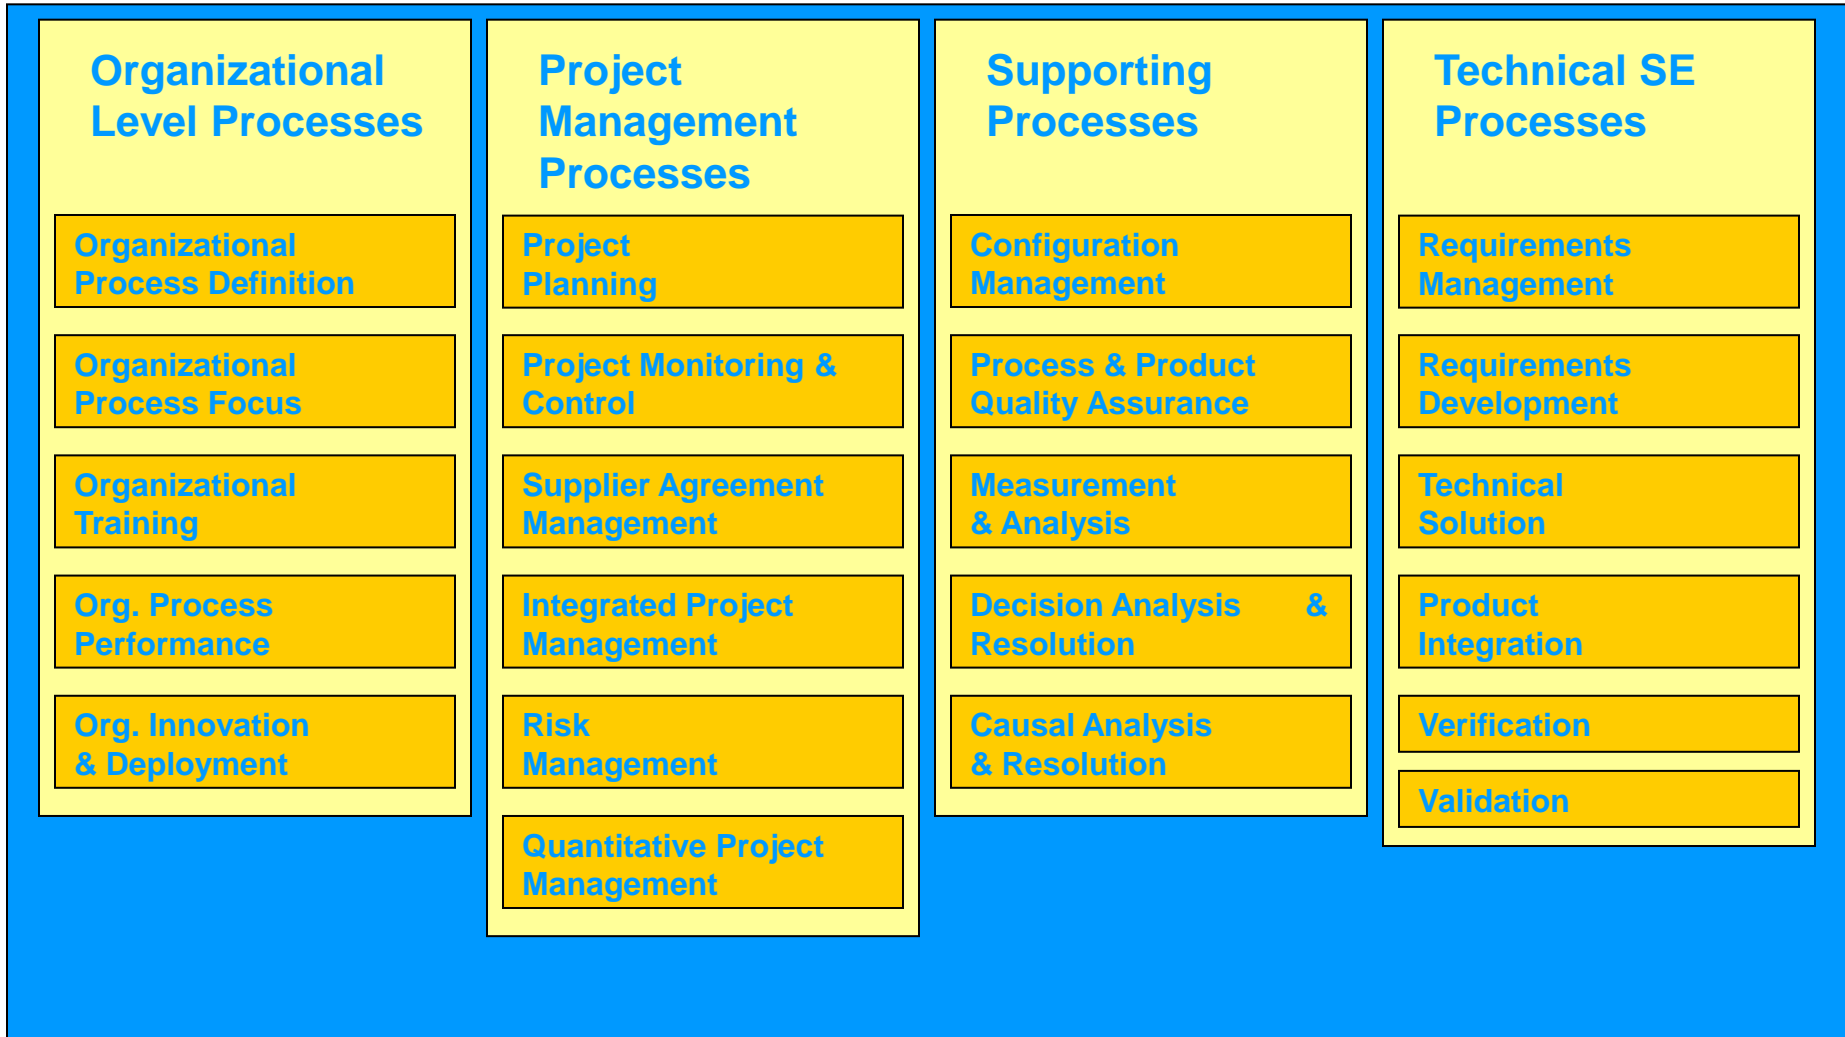 Organizational
Level Processes
Organizational
Process Definition
Organizational
Process Focus
Organizational
Training
Org. Process
Performance
Org. Innovation
& Deployment
Project
Management
Processes
Project
Planning
Project Monitoring &
Control
Supplier Agreement
Management
Integrated Project
Management
Risk
Management
Quantitative Project
Management
Supporting
Processes
Configuration
Management
Process & Product
Quality Assurance
Measurement
& Analysis
Decision Analysis &
Resolution
Causal Analysis
& Resolution
Technical SE
Processes
Requirements
Management
Requirements
Development
Technical
Solution
Product
Integration
Verification
Validation